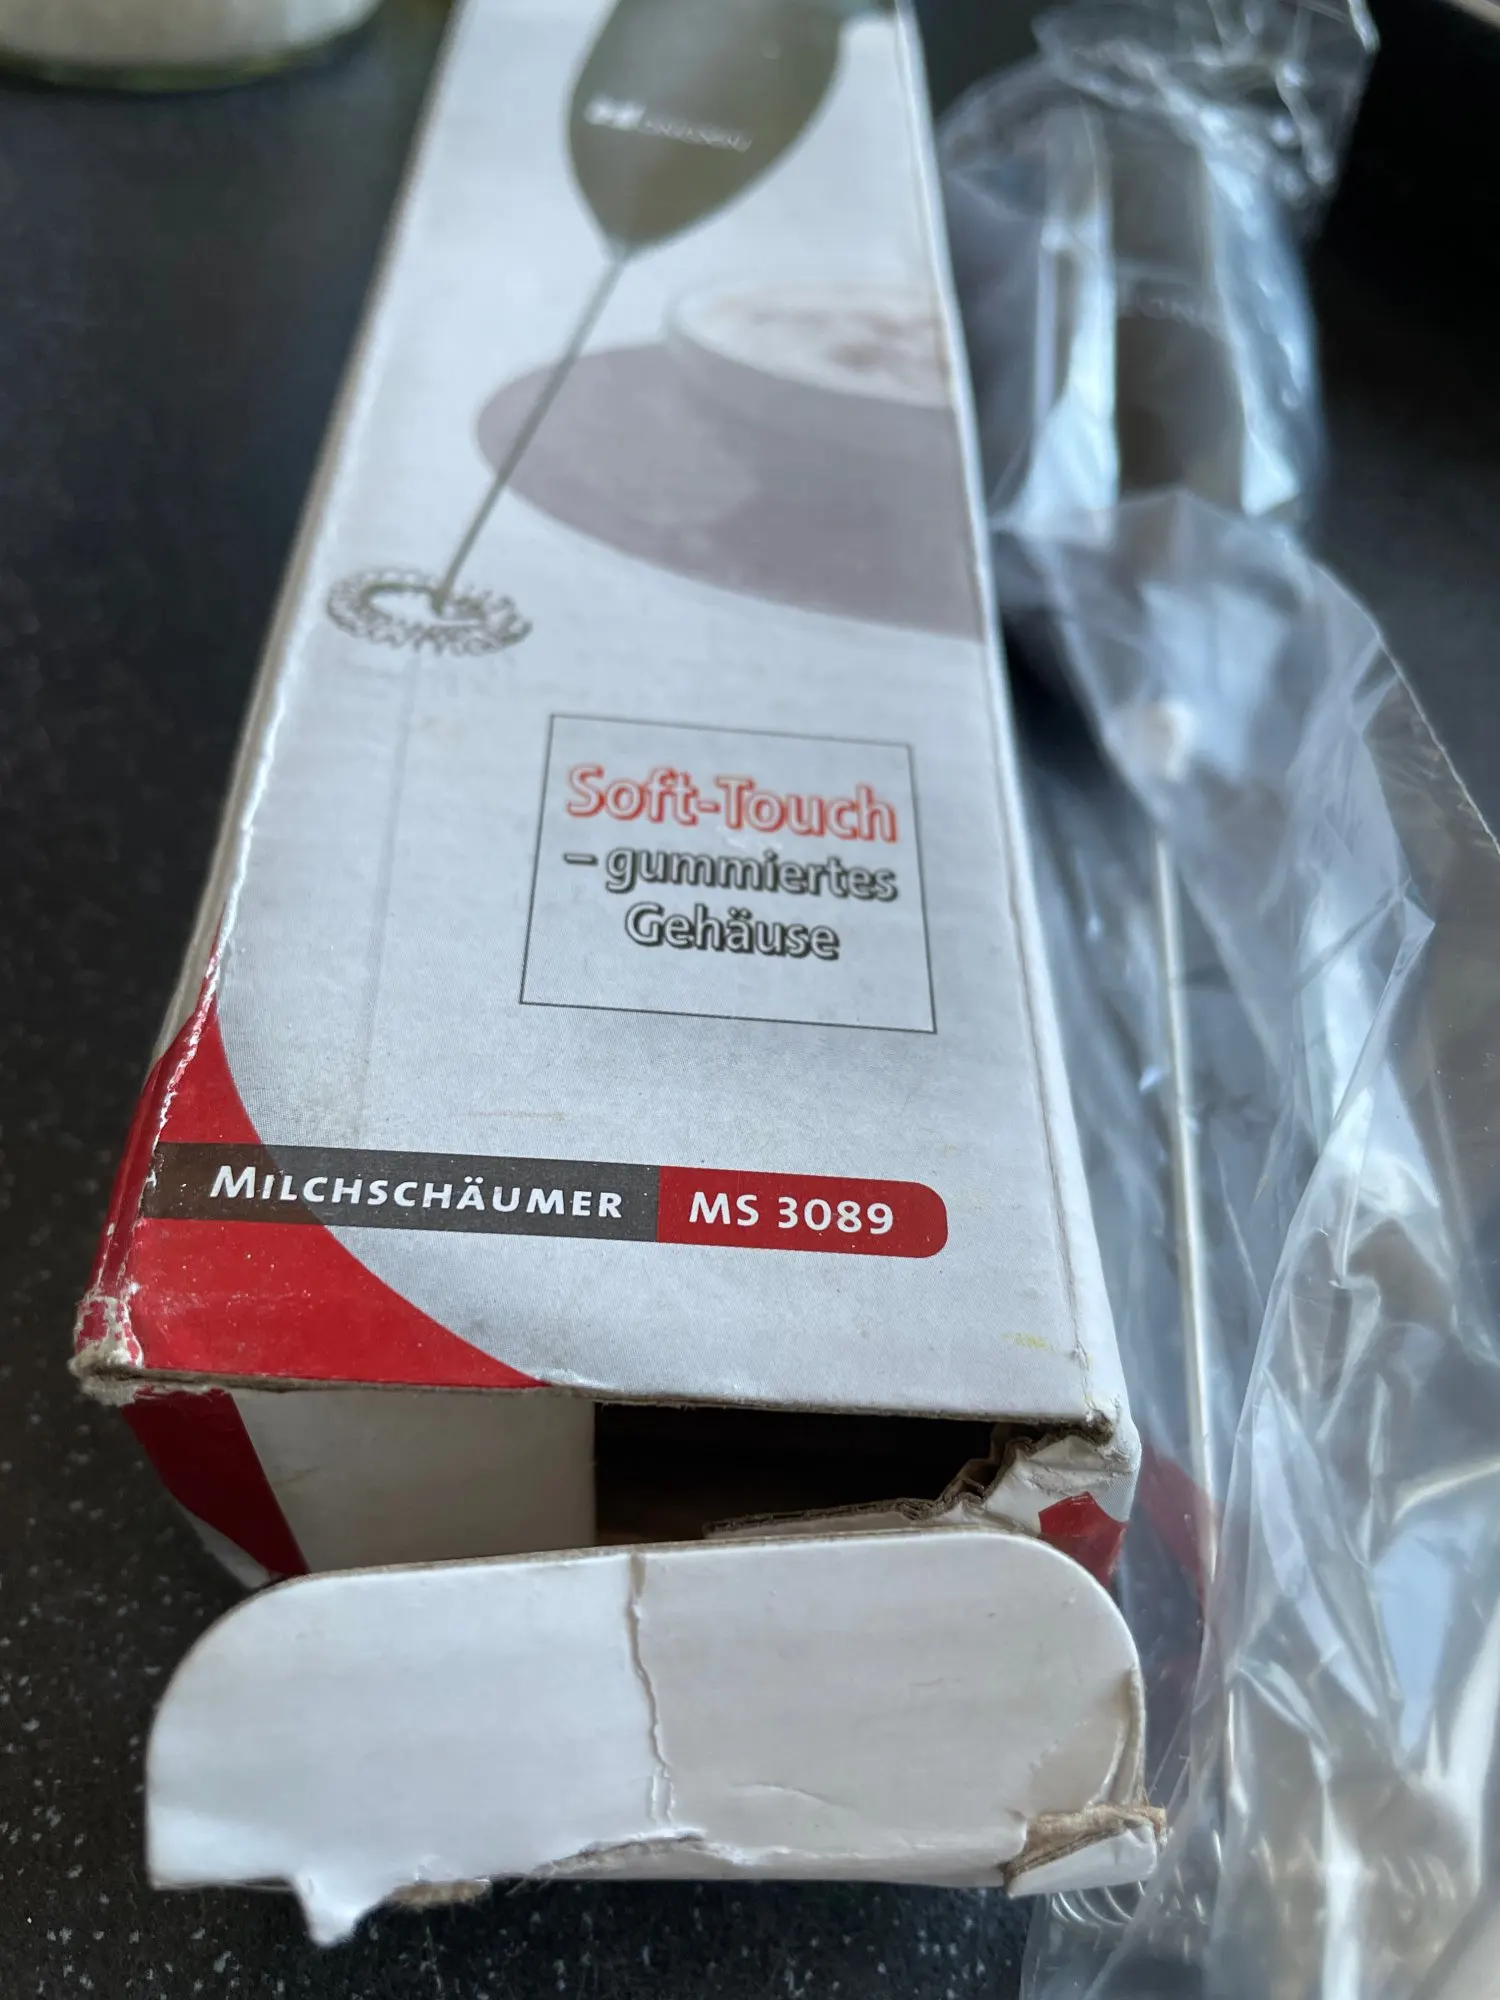 Soft-Touch
– gummiertes
Gehäuse
MILCHSCHÄUMER MS 3089